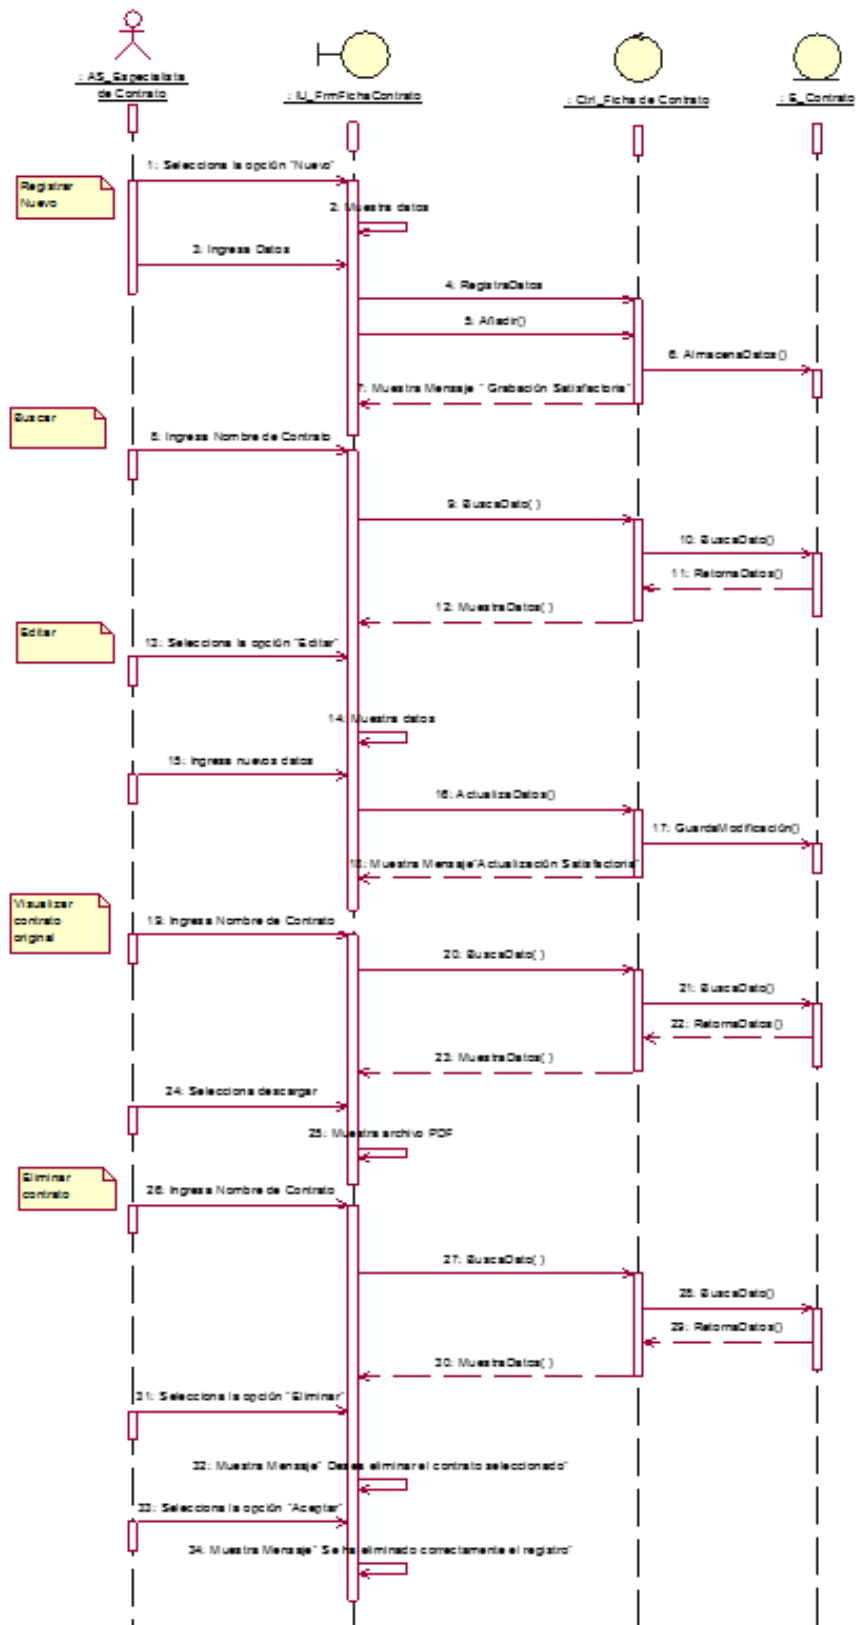 : AS_Especialista
de Contrato
: IU_FrmFichaContrato
: Ctrl_Ficha de Contrato
: E_Contrato
1: Selecciona la opción "Nuevo"
Registrar
Nuevo
2: Muestra datos
3: Ingresa Datos
4: RegistraDatos
5: Añadir()
6: AlmacenaDatos()
7: Muestra Mensaje " Grabación Satisfactoria"
Buscar
8: Ingresa Nombre de Contrato
9: BuscaDato( )
10: BuscaDato()
11: RetornaDatos()
12: MuestraDatos( )
Editar
13: Selecciona la opción "Editar"
14: Muestra datos
15: Ingresa nuevos datos
16: ActualizaDatos()
17: GuardaModificación()
18: Muestra Mensaje"Actualización Satisfactoria"
Visualizar
contrato
original
19: Ingresa Nombre de Contrato
20: BuscaDato( )
21: BuscaDato()
22: RetornaDatos()
23: MuestraDatos( )
24: Selecciona descargar
25: Muestra archivo PDF
Eliminar
contrato
26: Ingresa Nombre de Contrato
27: BuscaDato( )
28: BuscaDato()
29: RetornaDatos()
30: MuestraDatos( )
31: Selecciona la opción "Eliminar"
32: Muestra Mensaje" Desea eliminar el contrato seleccionado"
33: Selecciona la opción "Aceptar"
34: Muestra Mensaje" Se ha eliminado correctamente el registro"